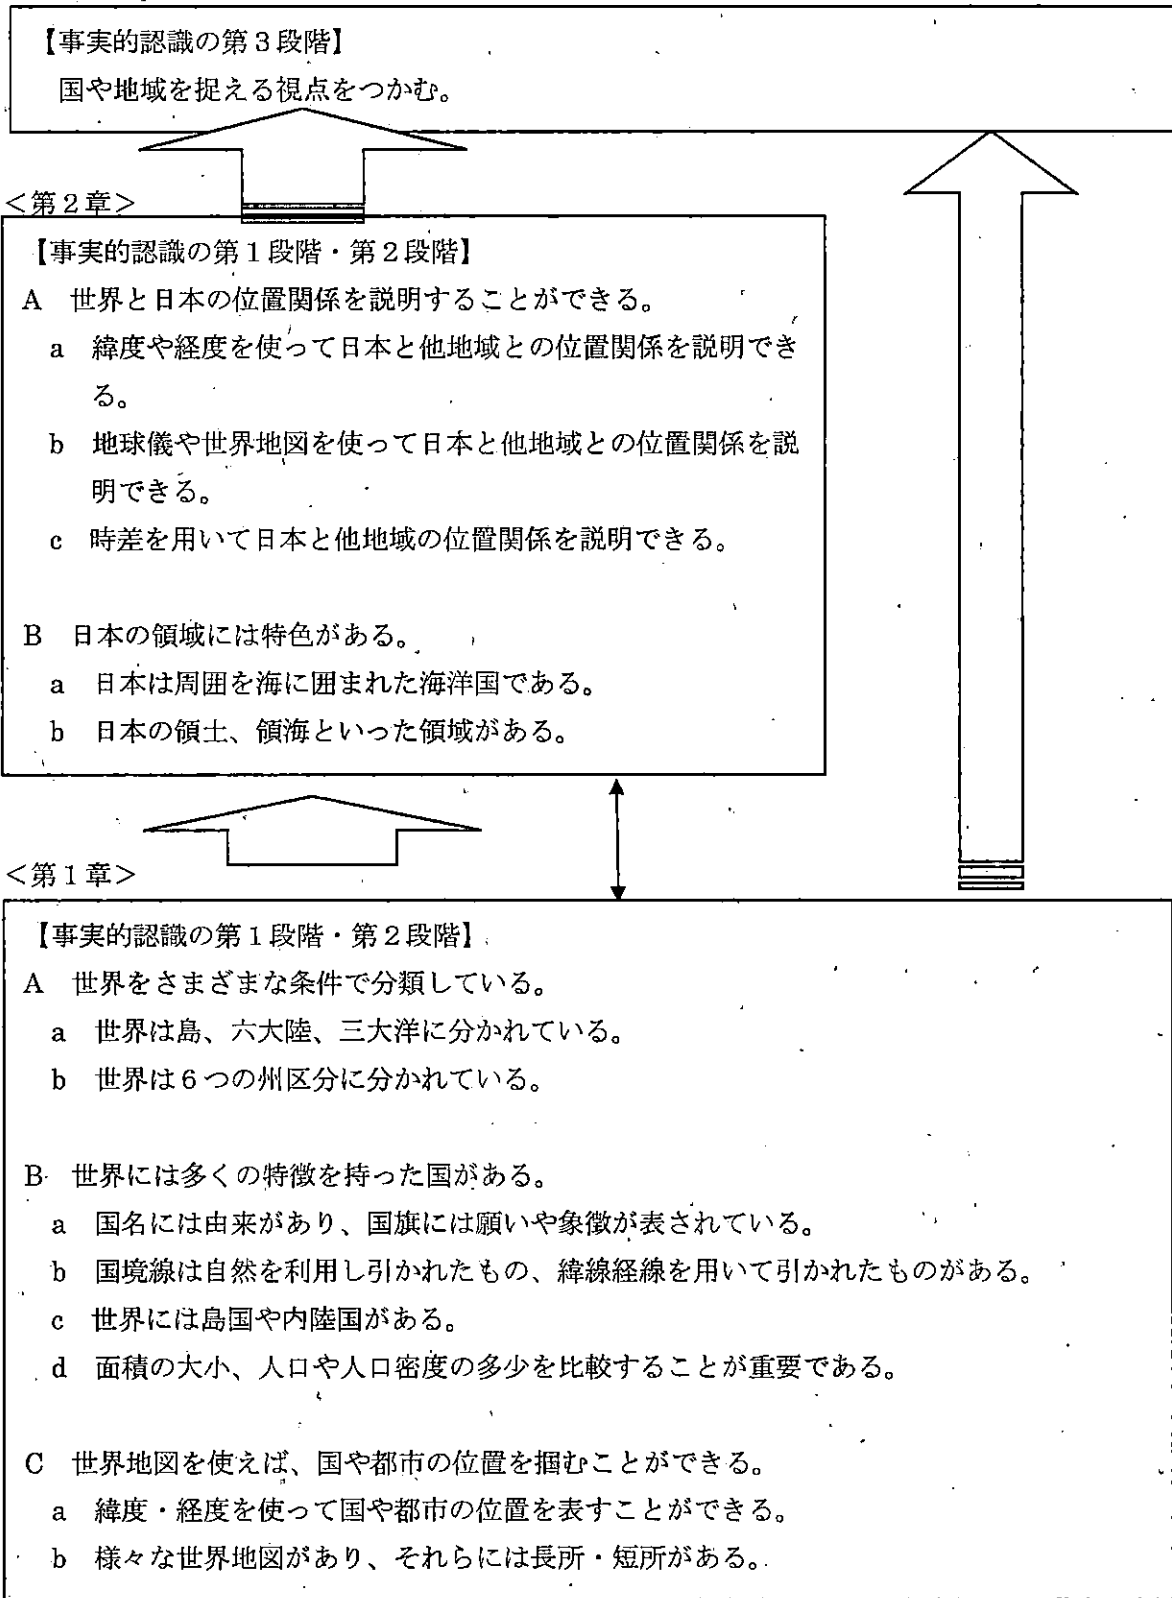 【事実的認識の第３段階】
国や地域を捉える視点をつかむ。
＜第２章＞
【事実的認識の第１段階・第２段階】
A　世界と日本の位置関係を説明することができる。
a　緯度や経度を使って日本と他地域との位置関係を説明でき
る。
b　地球儀や世界地図を使って日本と他地域との位置関係を説
明できる。
c　時差を用いて日本と他地域の位置関係を説明できる。
B　日本の領域には特色がある。
a　日本は周囲を海に囲まれた海洋国である。
b　日本の領土、領海といった領域がある。
＜第１章＞
【事実的認識の第１段階・第２段階】
A　世界をさまざまな条件で分類している。
a　世界は島、六大陸、三大洋に分かれている。
b　世界は６つの州区分に分かれている。
B　世界には多くの特徴を持った国がある。
a　国名には由来があり、国旗には願いや象徴が表されている。
b　国境線は自然を利用し引かれたもの、緯線経線を用いて引かれたものがある。
c　世界には島国や内陸国がある。
d　面積の大小、人口や人口密度の多少を比較することが重要である。
C　世界地図を使えば、国や都市の位置を掴むことができる。
a　緯度・経度を使って国や都市の位置を表すことができる。
b　様々な世界地図があり、それらには長所・短所がある。